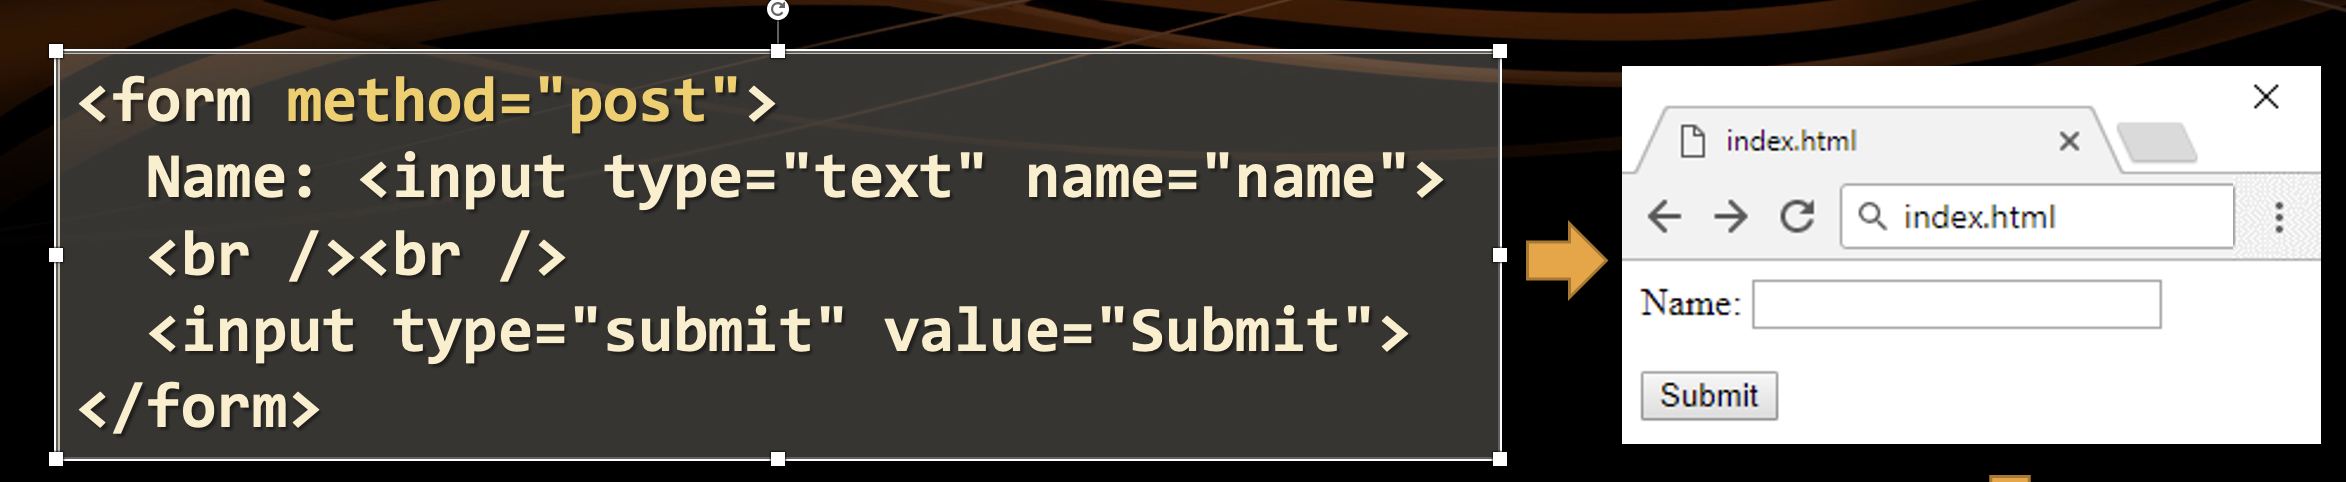 <form method="post">
  Name: <input type="text" name="name">
  <br /><br />
  <input type="submit" value="Submit">
</form>
index.html
index.html
Name:
Submit